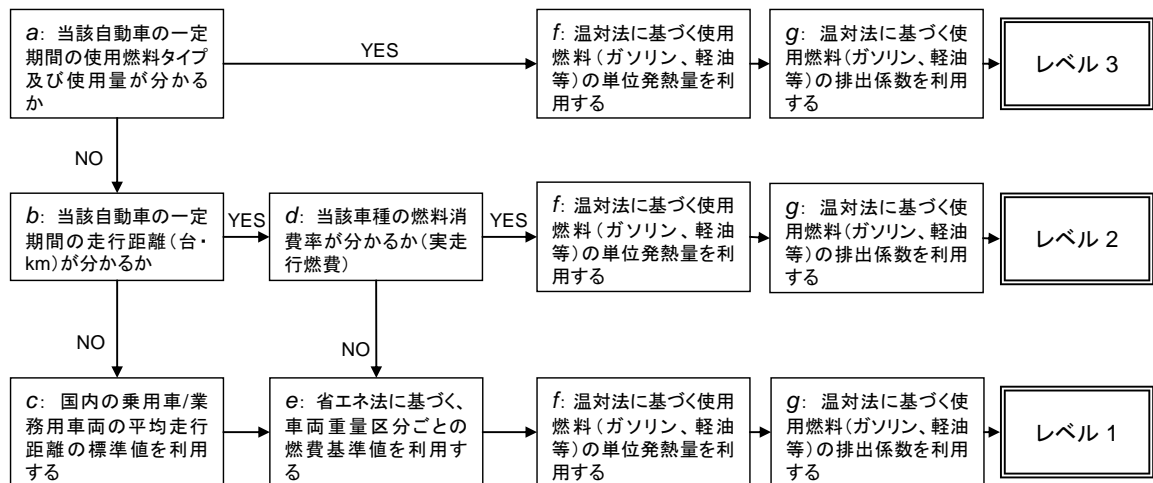 a: 当該自動車の一定
期間の使用燃料タイプ
及び使用量が分かる
か
YES
f: 温対法に基づく使用
燃料(ガソリン、軽油
等)の単位発熱量を利
用する
g: 温対法に基づく使
用燃料(ガソリン、軽油
等)の排出係数を利用
する
レベル 3
NO
b: 当該自動車の一定
期間の走行距離(台・
km)が分かるか
YES
d: 当該車種の燃料消
費率が分かるか(実走
行燃費)
YES
f: 温対法に基づく使用
燃料(ガソリン、軽油
等)の単位発熱量を利
用する
g: 温対法に基づく使
用燃料(ガソリン、軽油
等)の排出係数を利用
する
レベル 2
NO
NO
c: 国内の乗用車/業
務用車両の平均走行
距離の標準値を利用
する
e: 省エネ法に基づく、
車両重量区分ごとの
燃費基準値を利用す
る
f: 温対法に基づく使用
燃料(ガソリン、軽油
等)の単位発熱量を利
用する
g: 温対法に基づく使
用燃料(ガソリン、軽油
等)の排出係数を利用
する
レベル 1